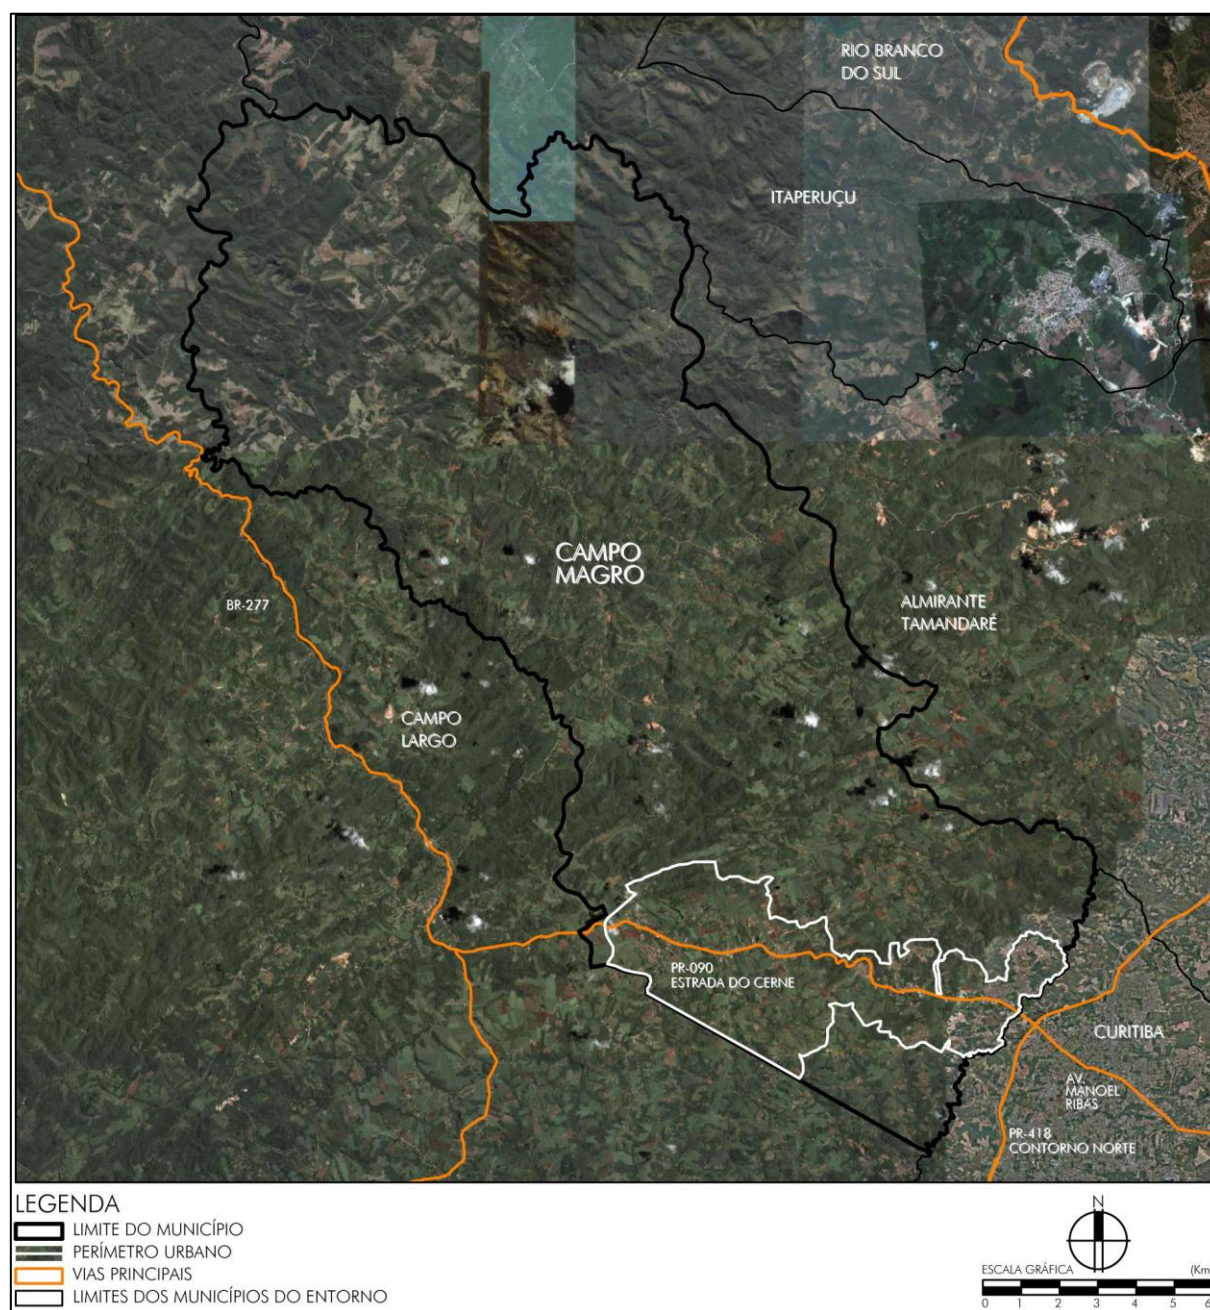 RIO BRANCO
DO SUL
ITAPERUÇU
CAMPO
MAGRO
BR-277
ALMIRANTE
TAMANDARÉ
CAMPO
LARGO
PR-090
ESTRADA DO CERNE
CURITIBA
AV.
MANOEL
RIBAS
PR-418
CONTORNO NORTE
LEGENDA
LIMITE DO MUNICÍPIO
PERÍMETRO URBANO
VIAS PRINCIPAIS
LIMITES DOS MUNICÍPIOS DO ENTORNO
N
ESCALA GRÁFICA (Km
0 1 2 3 4 5 6